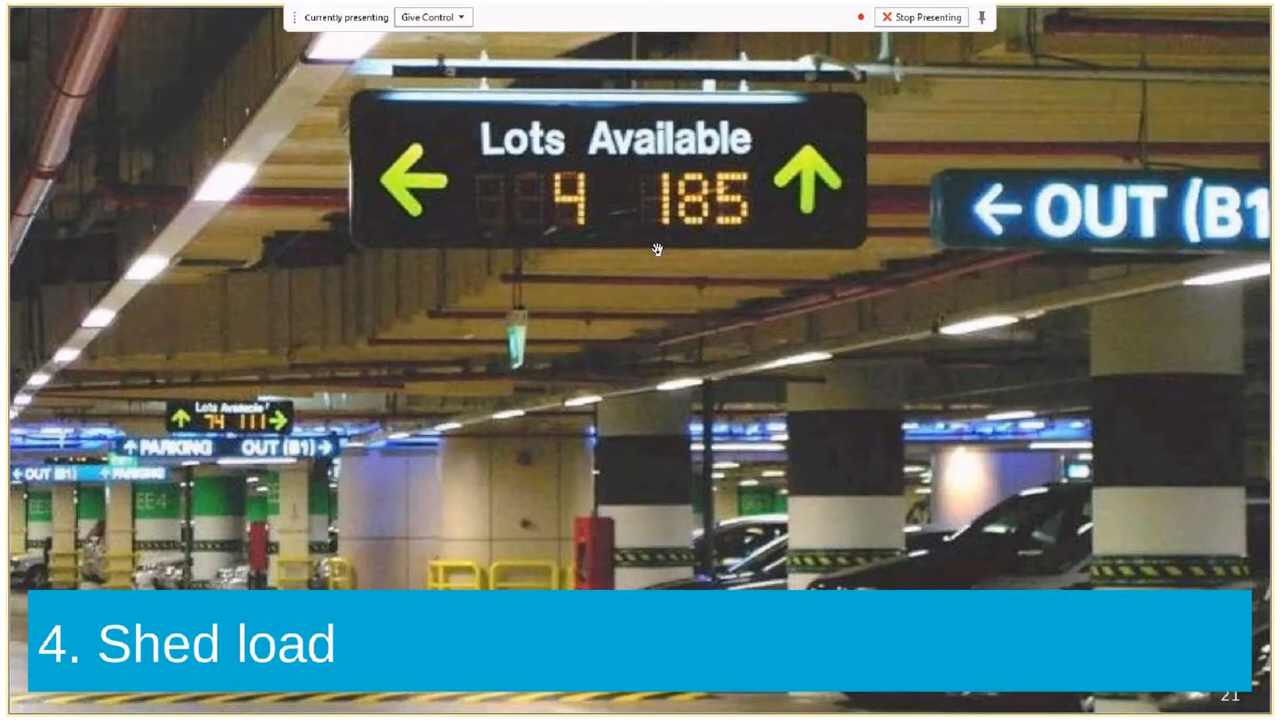 Currently presenting
Give Control
Stop Presenting
Lots Available
4 185
← OUT (B1
Lots Available
74 111
PARKING OUT (B1)
OUT (B1) PARKING
EE4
4. Shed load
21